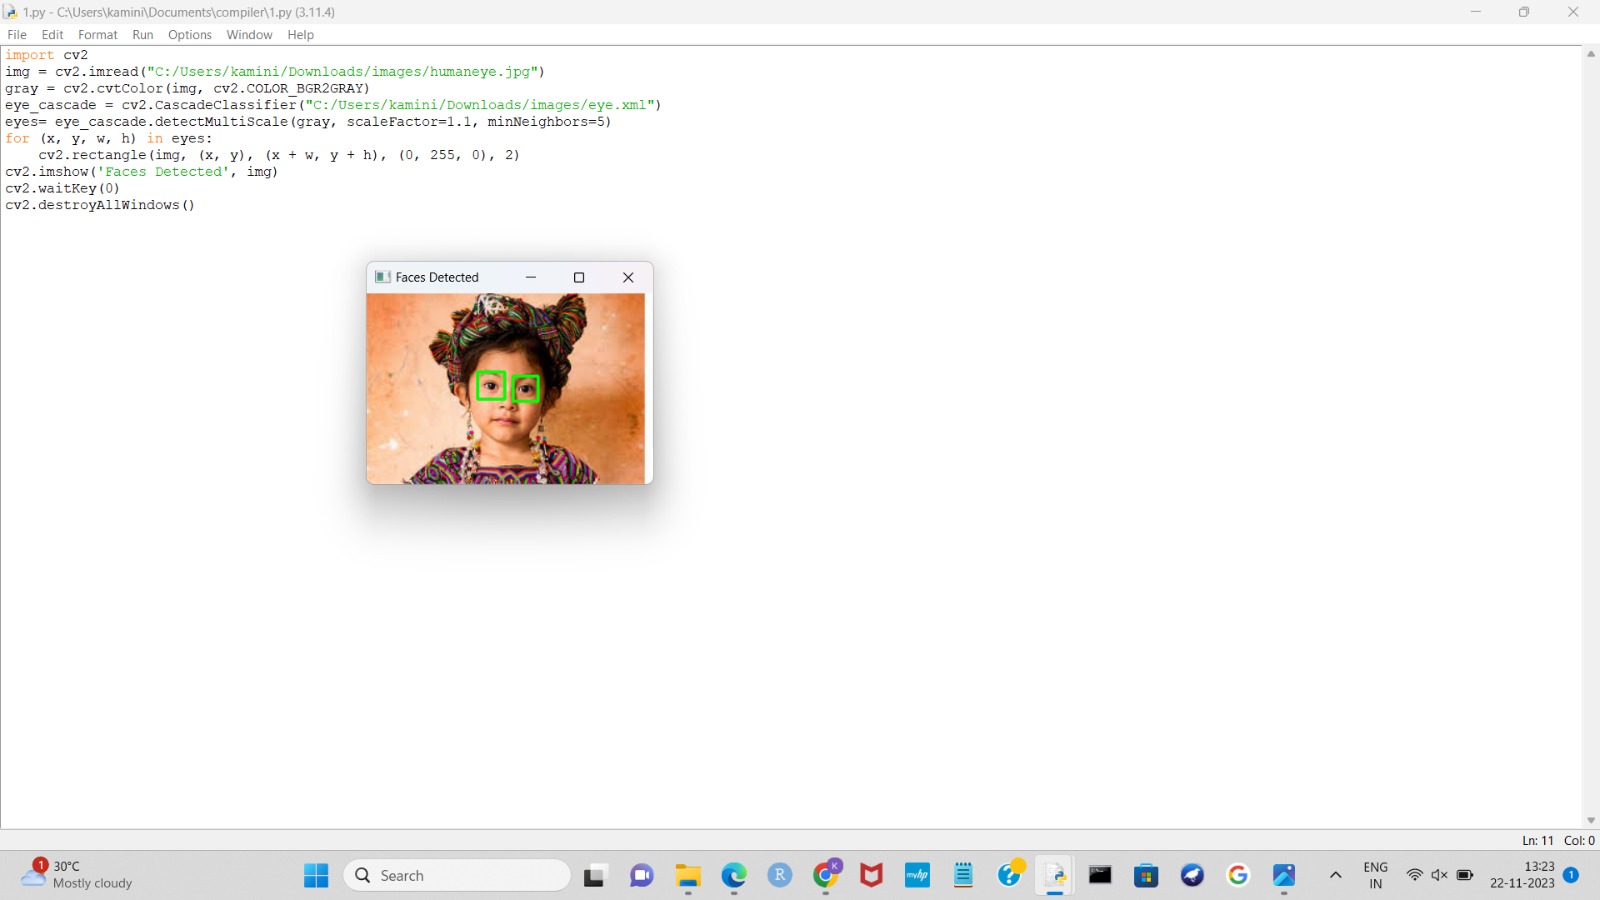 1.py - C:\Users\kamini\Documents\compiler\1.py (3.11.4)
File Edit Format Run Options Window Help
import cv2
img = cv2.imread("C:/Users/kamini/Downloads/images/humaneye.jpg")
gray = cv2.cvtColor(img, cv2.COLOR_BGR2GRAY)
eye_cascade = cv2.CascadeClassifier("C:/Users/kamini/Downloads/images/eye.xml")
eyes= eye_cascade.detectMultiScale(gray, scaleFactor=1.1, minNeighbors=5)
for (x, y, w, h) in eyes:
    cv2.rectangle(img, (x, y), (x + w, y + h), (0, 255, 0), 2)
cv2.imshow('Faces Detected', img)
cv2.waitKey(0)
cv2.destroyAllWindows()
Faces Detected
Ln: 11 Col: 0
1
30°C
Mostly cloudy
Search
R
K
myhp
?
G
ENG
IN
13:23
22-11-2023
1